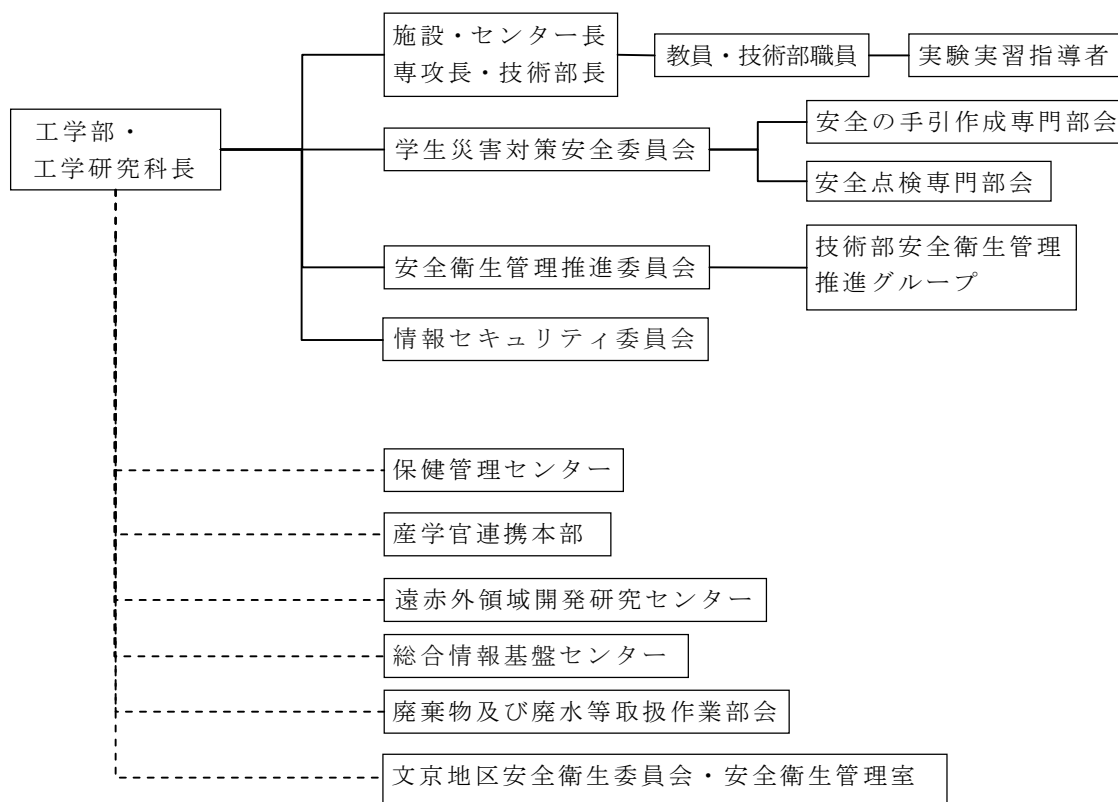 施設・センター長
専攻長・技術部長
教員・技術部職員
実験実習指導者
工学部・
工学研究科長
学生災害対策安全委員会
安全の手引作成専門部会
安全点検専門部会
安全衛生管理推進委員会
技術部安全衛生管理
推進グループ
情報セキュリティ委員会
保健管理センター
産学官連携本部
遠赤外領域開発研究センター
総合情報基盤センター
廃棄物及び廃水等取扱作業部会
文京地区安全衛生委員会・安全衛生管理室